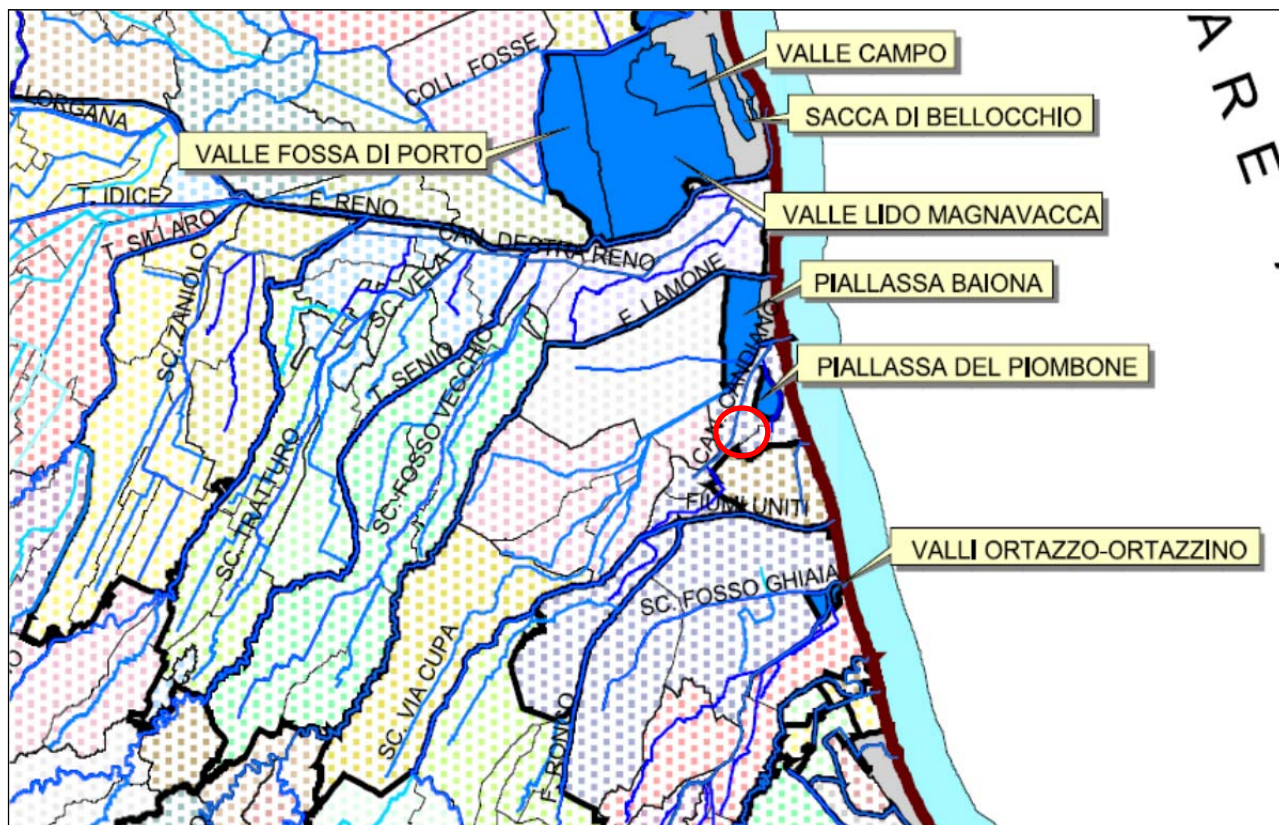 A
R
E
VALLE CAMPO
COLL. FOSSE
SACCA DI BELLOCCHIO
LORGANA
VALLE FOSSA DI PORTO
T. IDICE
F. RENO
VALLE LIDO MAGNAVACCA
T. SILLARO
CAN. DESTRA RENO
SC. ZANIOLO
SC. VELA
F. LAMONE
PIALLASSA BAIONA
T. SENIO
CAN. CANDIANO
PIALLASSA DEL PIOMBONE
SC. FOSSO VECCHIO
SC. TRATTURO
FIUMI UNITI
VALLI ORTAZZO-ORTAZZINO
SC. FOSSO GHIAIA
SC. VIA CUPA
F. RONCO